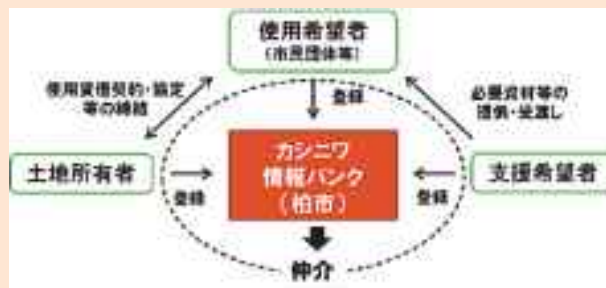 使用希望者
(市民団体等)
使用貸借契約・協定
等の締結
登録
必要資材等の
提供・受渡し
土地所有者
登録
カシニワ
情報バンク
(柏市)
登録
支援希望者
仲介